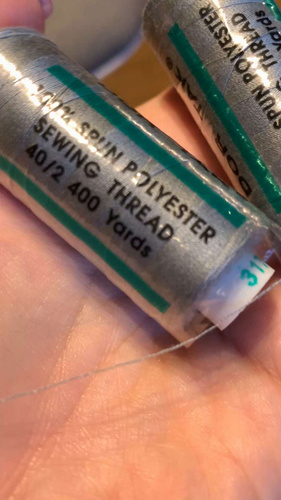 100% SPUN POLYESTER
SEWING THREAD
40/2 400 Yards
311
SPUN POLYESTER
THREAD
Yards